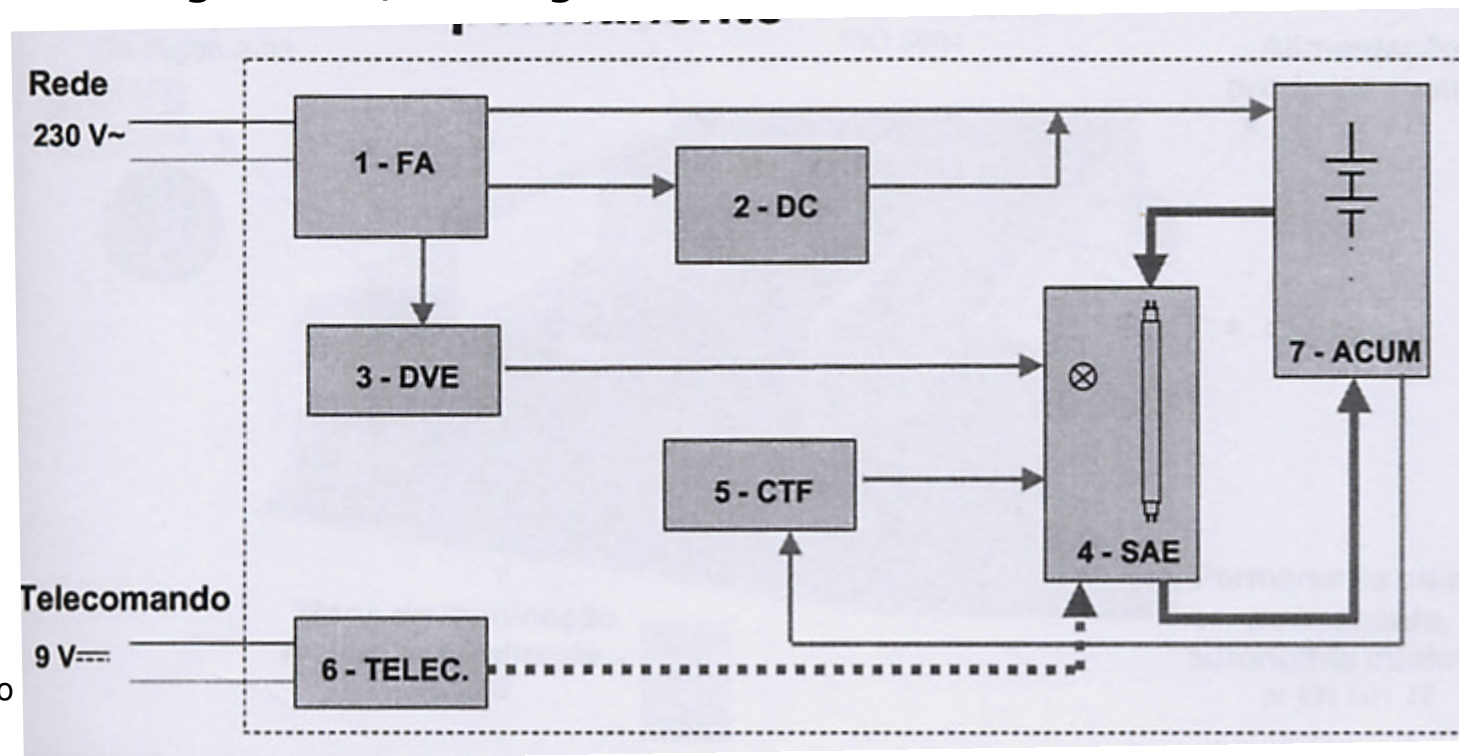 Rede
230 V~
1 - FA
2 - DC
3 - DVE
7 - ACUM
5 - CTF
4 - SAE
Telecomando
9 V⎓
6 - TELEC.
o